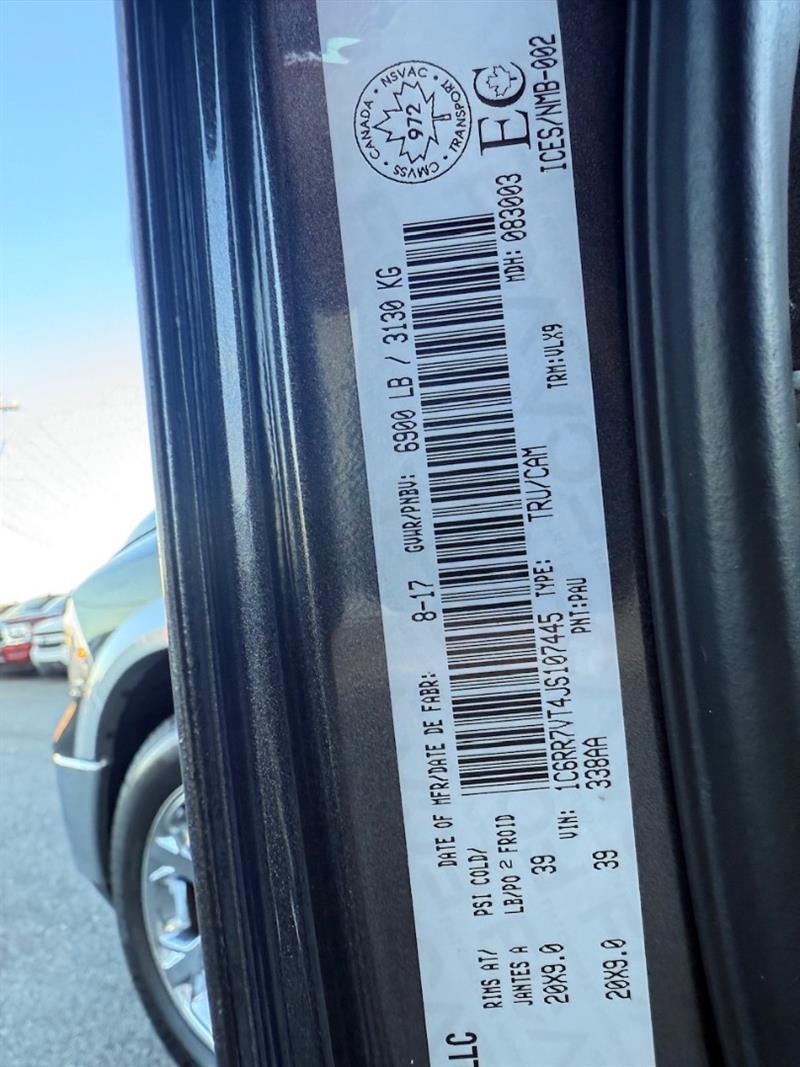 LLC
DATE OF MFR/DATE DE FABR: 8-17 GVWR/PNBV: 6900 LB / 3130 KG
RIMS AT/ PSI COLD/
JANTES A LB/PO 2 FROID
20X9.0 39
VIN: 1C6RR7VT4JS107445 TYPE: TRU/CAM MDH: 083003
338AA PNT:PAU TRM:VLX9
20X9.0 39
CMVSS · CANADA · NSVAC · TRANSPORT ·
972
EC
ICES/NMB-002